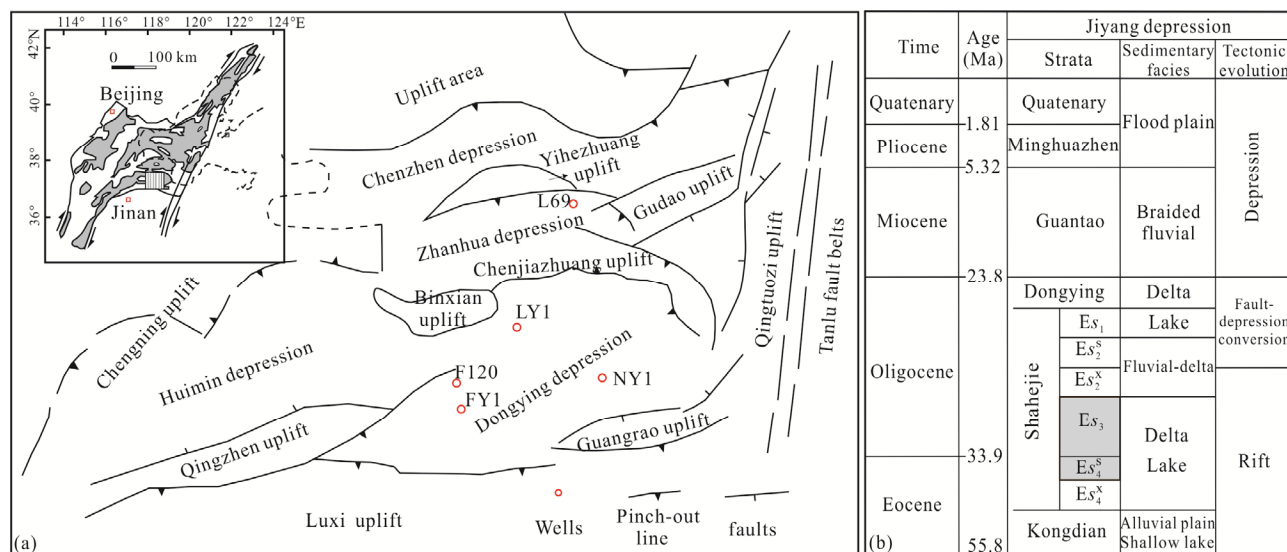 114° 116° 118° 120° 122° 124°E
42°N
40°
38°
36°
0 100 km
Beijing
Jinan
Uplift area
Chenzhen depression
Yihezhuang
uplift
L69
Gudao uplift
Zhanhua depression
Chenjiazhuang uplift
Qingtuozi uplift
Tanlu fault belts
Chengning uplift
Binxian
uplift
LY1
Huimin depression
F120
FY1
NY1
Dongying depression
Qingzhen uplift
Guangrao uplift
Luxi uplift
Wells
Pinch-out
line
faults
(a)
Time
Age
(Ma)
Jiyang depression
Strata
Sedimentary
facies
Tectonic
evolution
Quatenary
Quatenary
Flood plain
1.81
Pliocene
Minghuazhen
5.32
Miocene
Guantao
Braided
fluvial
Depression
23.8
Oligocene
Dongying
Delta
Fault-
depression
conversion
Shahejie
Es₁
Lake
Es₂ˢ
Fluvial-delta
Es₂ˣ
Es₃
Delta
Lake
Rift
33.9
Es₄ˢ
Eocene
Es₄ˣ
Kongdian
Alluvial plain
Shallow lake
55.8
(b)